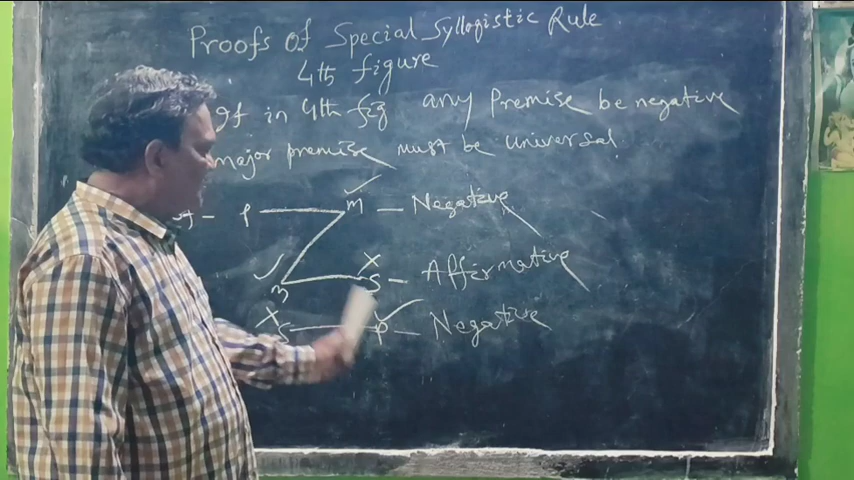 Proofs of Special Syllogistic Rule
4th figure
If in 4th fig any Premise be negative
major premise must be universal.
P m — Negative
m S — Affirmative
S P — Negative